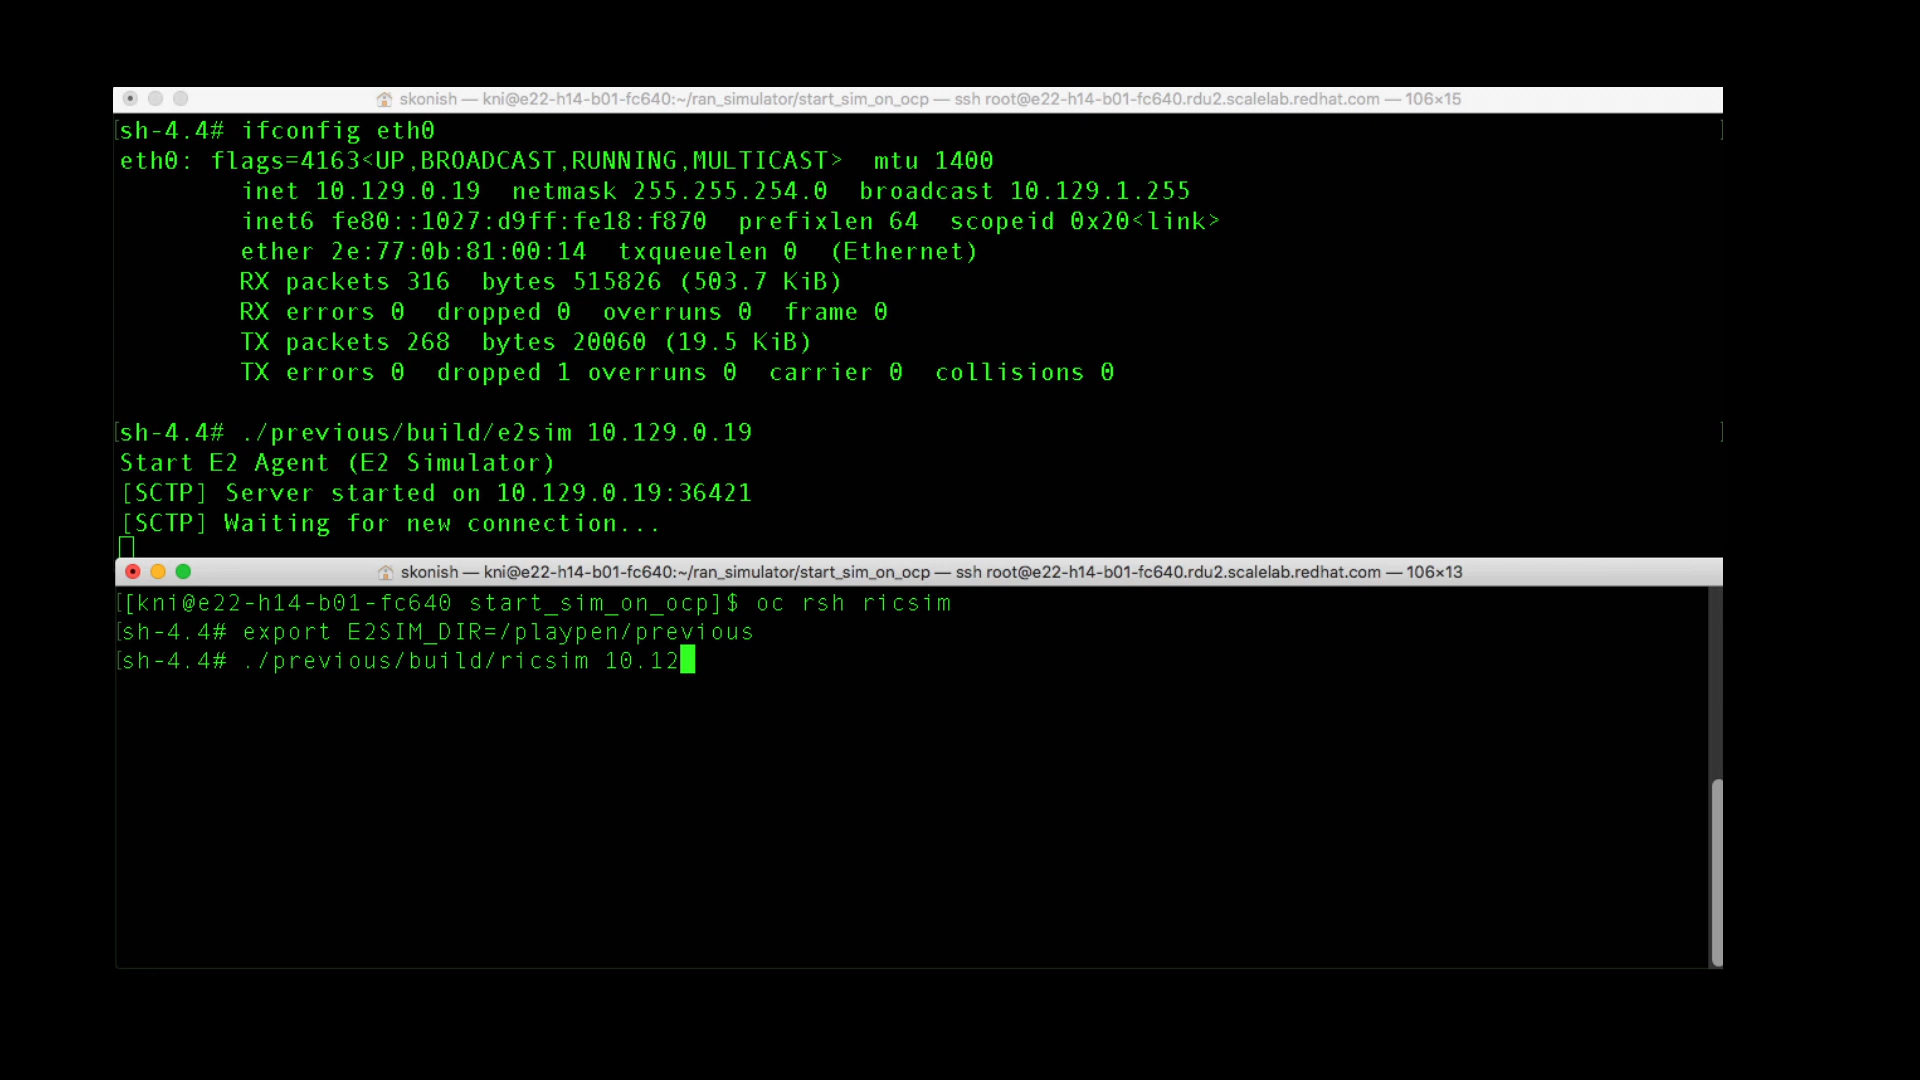 skonish — kni@e22-h14-b01-fc640:~/ran_simulator/start_sim_on_ocp — ssh root@e22-h14-b01-fc640.rdu2.scalelab.redhat.com — 106×15
[sh-4.4# ifconfig eth0 ]
eth0: flags=4163<UP,BROADCAST,RUNNING,MULTICAST>  mtu 1400
        inet 10.129.0.19  netmask 255.255.254.0  broadcast 10.129.1.255
        inet6 fe80::1027:d9ff:fe18:f870  prefixlen 64  scopeid 0x20<link>
        ether 2e:77:0b:81:00:14  txqueuelen 0  (Ethernet)
        RX packets 316  bytes 515826 (503.7 KiB)
        RX errors 0  dropped 0  overruns 0  frame 0
        TX packets 268  bytes 20060 (19.5 KiB)
        TX errors 0  dropped 1 overruns 0  carrier 0  collisions 0
[sh-4.4# ./previous/build/e2sim 10.129.0.19 ]
Start E2 Agent (E2 Simulator)
[SCTP] Server started on 10.129.0.19:36421
[SCTP] Waiting for new connection...
skonish — kni@e22-h14-b01-fc640:~/ran_simulator/start_sim_on_ocp — ssh root@e22-h14-b01-fc640.rdu2.scalelab.redhat.com — 106×13
[[kni@e22-h14-b01-fc640 start_sim_on_ocp]$ oc rsh ricsim
[sh-4.4# export E2SIM_DIR=/playpen/previous
[sh-4.4# ./previous/build/ricsim 10.12